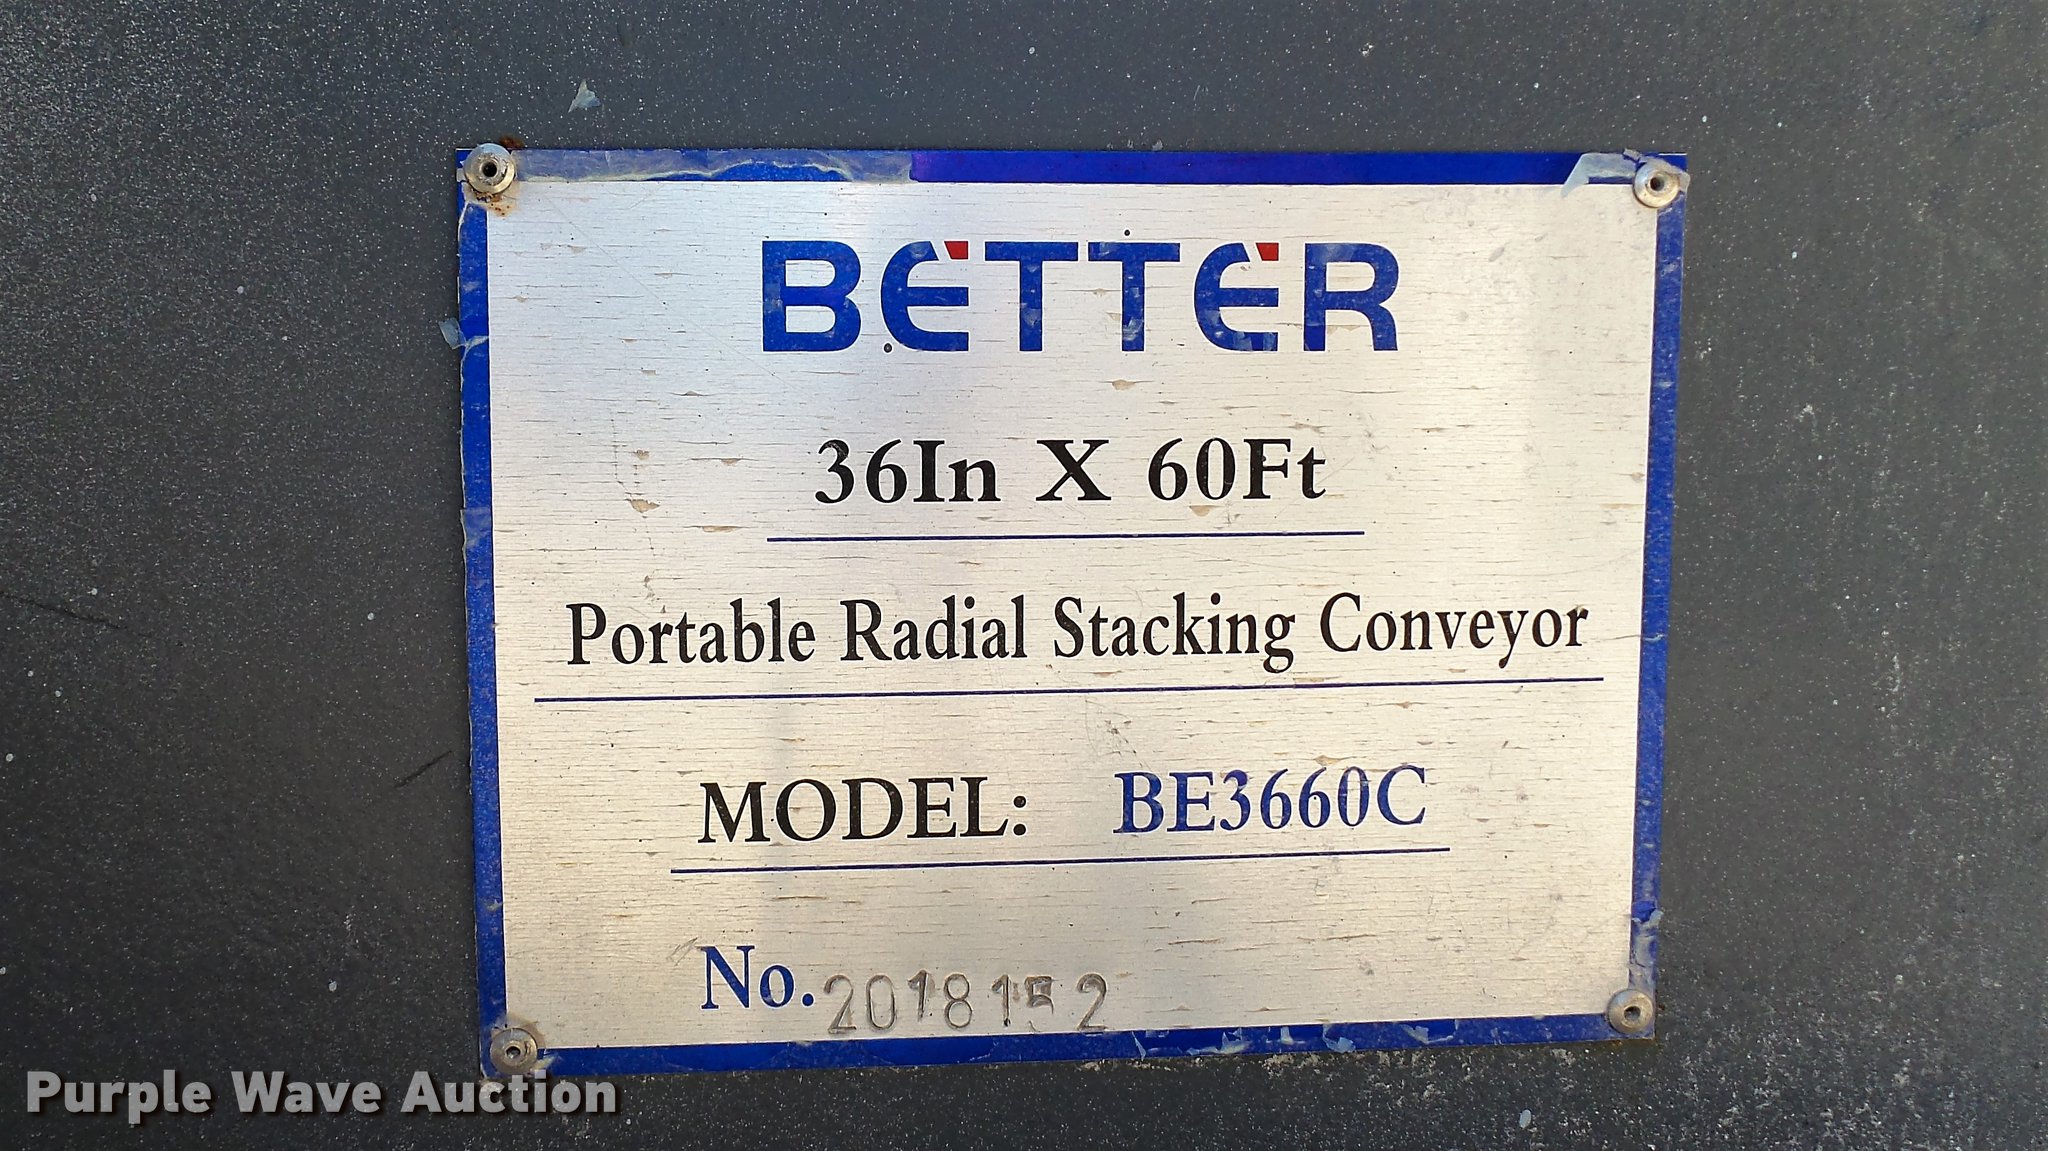 BETTER
36In X 60Ft
Portable Radial Stacking Conveyor
MODEL: BE3660C
No. 2018152
Purple Wave Auction